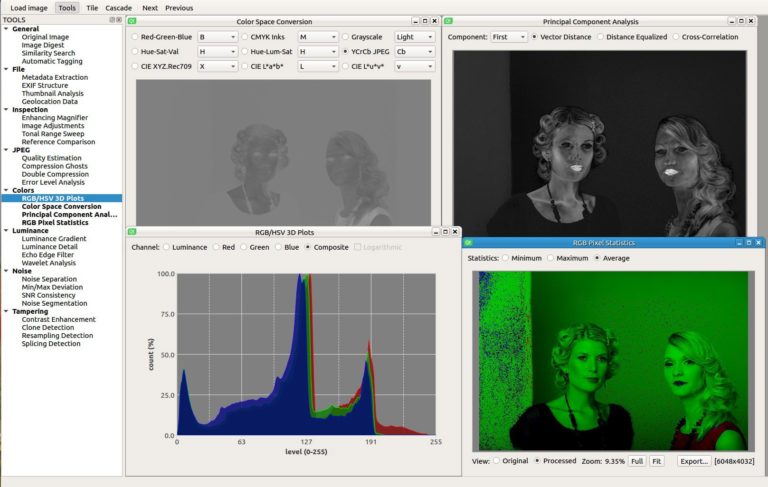 Load image Tools Tile Cascade Next Previous
TOOLS
General
Original Image
Image Digest
Similarity Search
Automatic Tagging
File
Metadata Extraction
EXIF Structure
Thumbnail Analysis
Geolocation Data
Inspection
Enhancing Magnifier
Image Adjustments
Tonal Range Sweep
Reference Comparison
JPEG
Quality Estimation
Compression Ghosts
Double Compression
Error Level Analysis
Colors
RGB/HSV 3D Plots
Color Space Conversion
Principal Component Anal...
RGB Pixel Statistics
Luminance
Luminance Gradient
Luminance Detail
Echo Edge Filter
Wavelet Analysis
Noise
Noise Separation
Min/Max Deviation
SNR Consistency
Noise Segmentation
Tampering
Contrast Enhancement
Clone Detection
Resampling Detection
Splicing Detection
Color Space Conversion
Red-Green-Blue B CMYK Inks M Grayscale Light
Hue-Sat-Val H Hue-Lum-Sat H YCrCb JPEG Cb
CIE XYZ.Rec709 X CIE L*a*b* L CIE L*u*v* v
Principal Component Analysis
Component: First Vector Distance Distance Equalized Cross-Correlation
RGB/HSV 3D Plots
Channel: Luminance Red Green Blue Composite Logarithmic
100.0
75.0
count (%)
50.0
25.0
0.0
0 63 127 191 255
level (0-255)
RGB Pixel Statistics
Statistics: Minimum Maximum Average
View: Original Processed Zoom: 9.35% Full Fit Export... [6048x4032]